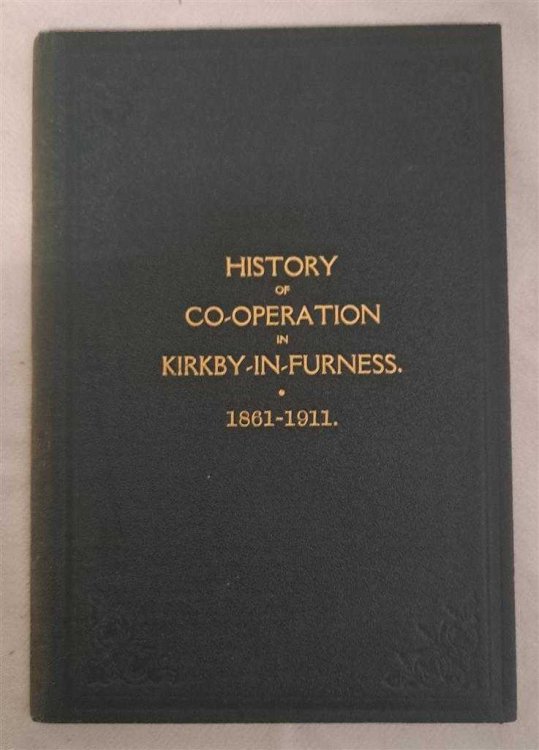 HISTORY
OF
CO-OPERATION
IN
KIRKBY-IN-FURNESS.
1861-1911.